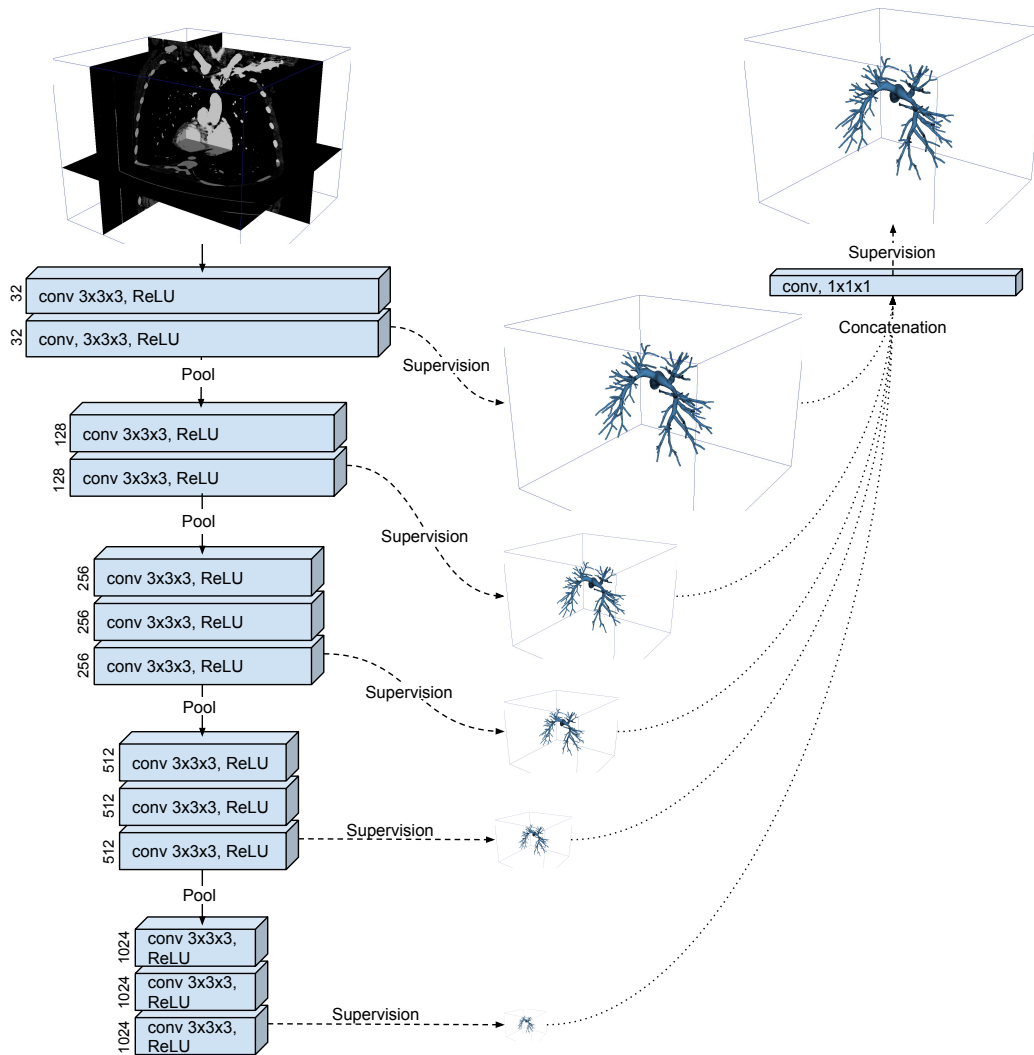 32
conv 3x3x3, ReLU
32
conv, 3x3x3, ReLU
Supervision
Pool
128
conv 3x3x3, ReLU
128
conv 3x3x3, ReLU
Supervision
Pool
256
conv 3x3x3, ReLU
256
conv 3x3x3, ReLU
256
conv 3x3x3, ReLU
Supervision
Pool
512
conv 3x3x3, ReLU
512
conv 3x3x3, ReLU
512
conv 3x3x3, ReLU
Supervision
Pool
1024
conv 3x3x3,
ReLU
1024
conv 3x3x3,
ReLU
1024
conv 3x3x3,
ReLU
Supervision
Supervision
conv, 1x1x1
Concatenation